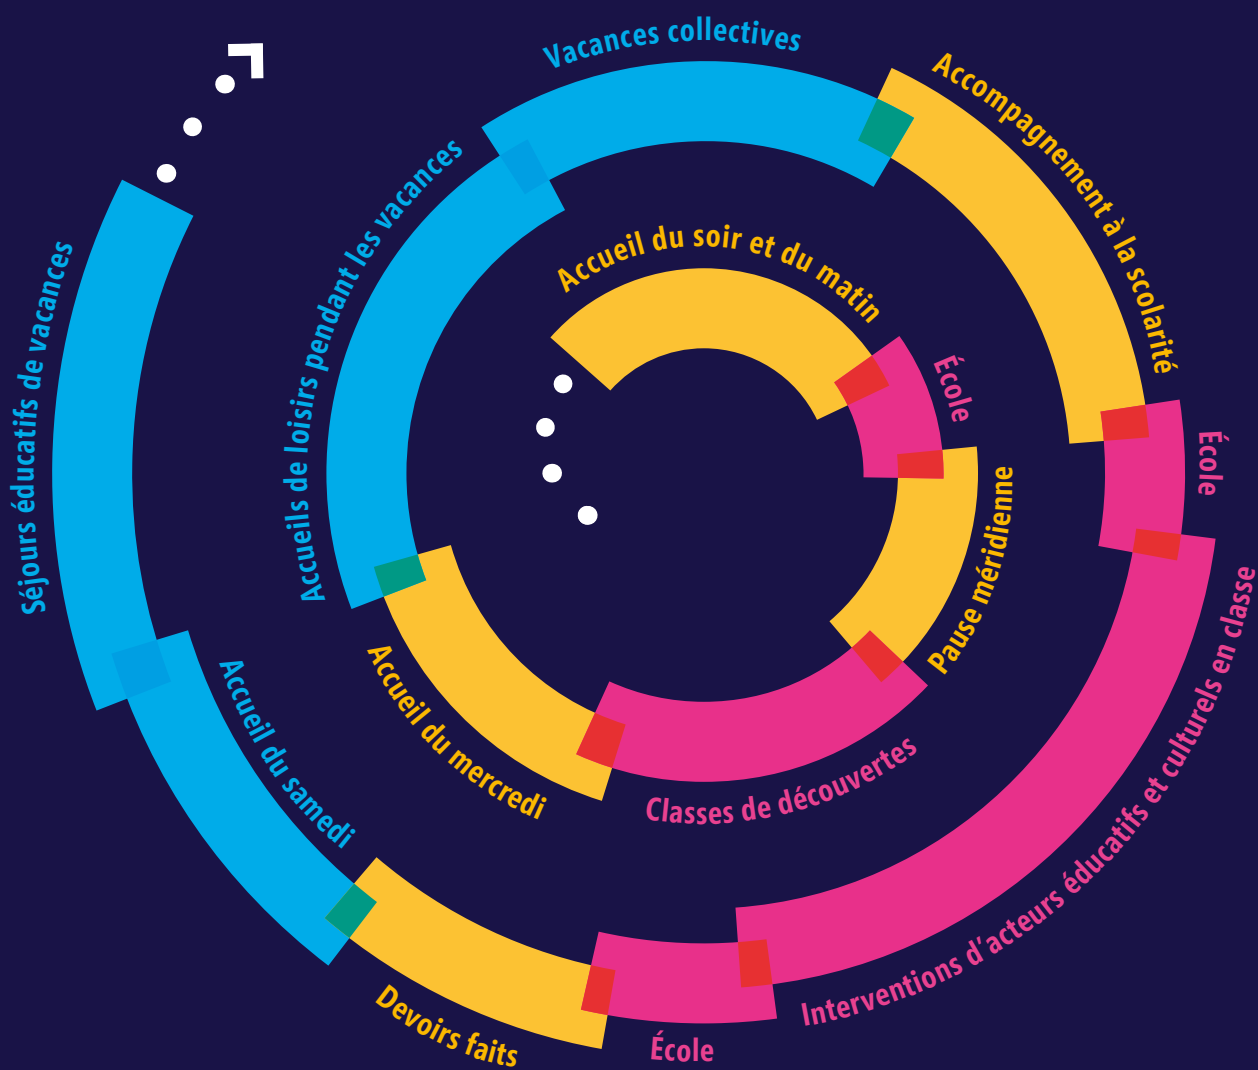 Accueil du soir et du matin
École
Pause méridienne
Classes de découvertes
Accueil du mercredi
Accueils de loisirs pendant les vacances
Vacances collectives
Accompagnement à la scolarité
École
Interventions d’acteurs éducatifs et culturels en classe
École
Devoirs faits
Accueil du samedi
Séjours éducatifs de vacances